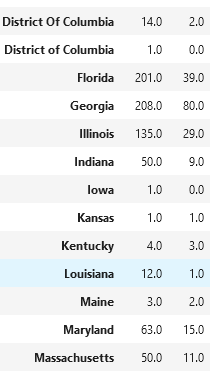 District Of Columbia 14.0 2.0
District of Columbia 1.0 0.0
Florida 201.0 39.0
Georgia 208.0 80.0
Illinois 135.0 29.0
Indiana 50.0 9.0
Iowa 1.0 0.0
Kansas 1.0 1.0
Kentucky 4.0 3.0
Louisiana 12.0 1.0
Maine 3.0 2.0
Maryland 63.0 15.0
Massachusetts 50.0 11.0